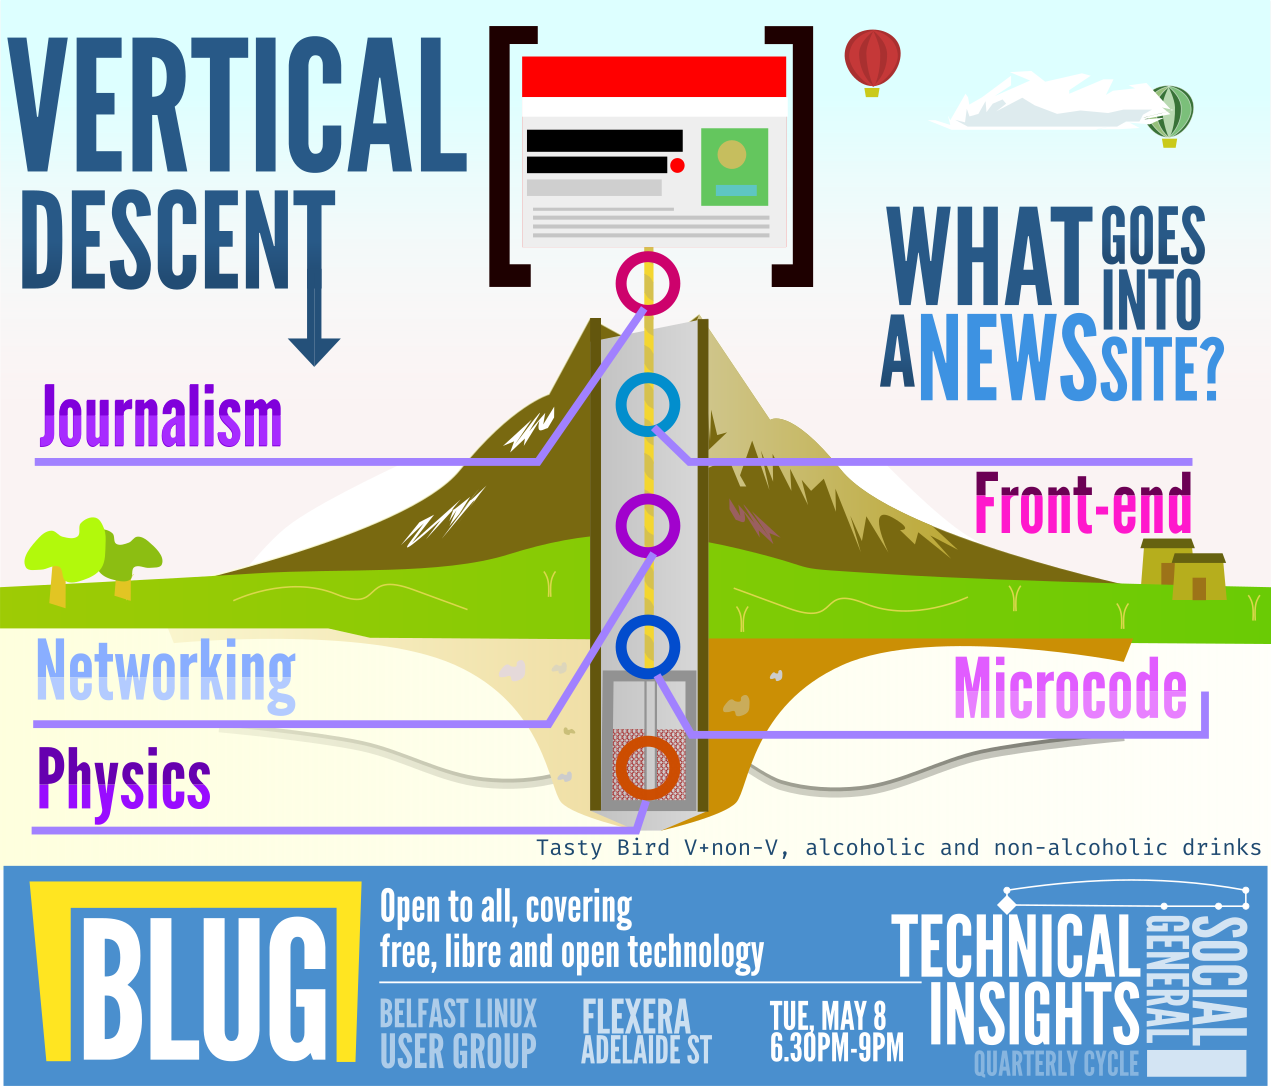 VERTICAL
DESCENT
WHAT GOES
INTO
A NEWS SITE?
Journalism
Front-end
Networking
Microcode
Physics
Tasty Bird V+non-V, alcoholic and non-alcoholic drinks
BLUG
Open to all, covering
free, libre and open technology
BELFAST LINUX
USER GROUP
FLEXERA
ADELAIDE ST
TUE, MAY 8
6.30PM-9PM
TECHNICAL
INSIGHTS
QUARTERLY CYCLE
GENERAL
SOCIAL